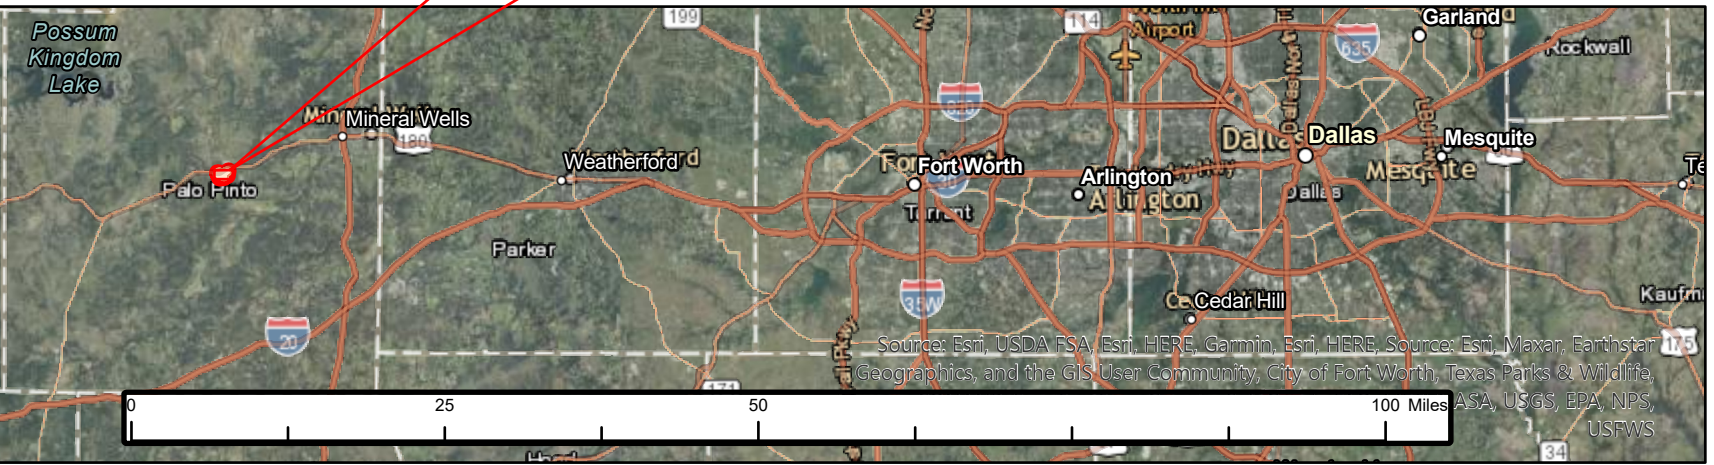 199
114
Airport
Garland
635
Rockwall
Possum
Kingdom
Lake
Mineral Wells
180
820
Dallas
Dallas
Mesquite
Mesquite
Weatherford
Fort Worth
Arlington
Arlington
Dallas
Palo Pinto
Tarrant
Parker
35W
Cedar Hill
20
175
Source: Esri, USDA FSA, Esri, HERE, Garmin, Esri, HERE, Source: Esri, Maxar, Earthstar
Geographics, and the GIS User Community, City of Fort Worth, Texas Parks & Wildlife,
ASA, USGS, EPA, NPS,
USFWS
171
0 25 50 100 Miles
34